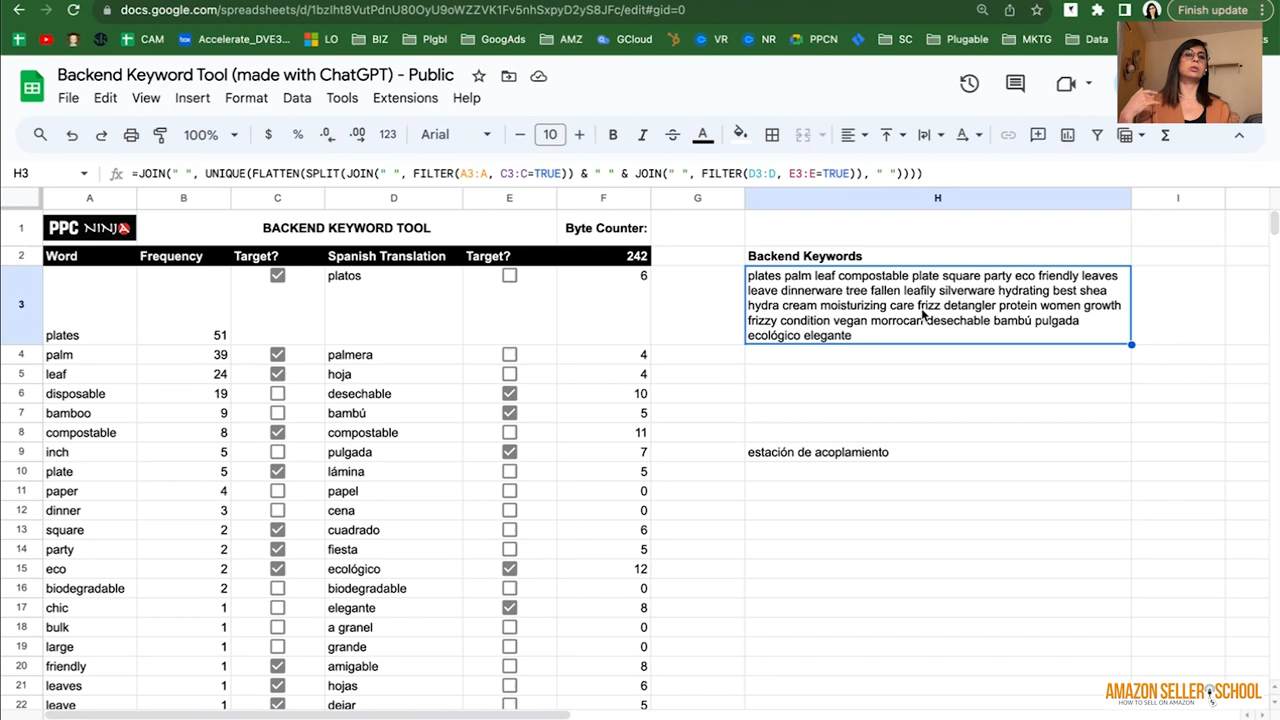 docs.google.com/spreadsheets/d/1bzlht8VutPdnU80OyU9oWZZVK1Fv5nhSxpyD2yS8JFc/edit#gid=0
Finish update
CAM Accelerate_DVE3... LO BIZ Ilgbl GoogAds AMZ GCloud VR NR PPCN SC Plugable MKTG Data
Backend Keyword Tool (made with ChatGPT) - Public
File Edit View Insert Format Data Tools Extensions Help
100% $ % .0 .00 123 Arial 10 B I S A Σ
H3 fx =JOIN(" ", UNIQUE(FLATTEN(SPLIT(JOIN(" ", FILTER(A3:A, C3:C=TRUE)) & " " & JOIN(" ", FILTER(D3:D, E3:E=TRUE)), " "))))
A B C D E F G H I
1 PPC NINJA BACKEND KEYWORD TOOL Byte Counter:
2 Word Frequency Target? Spanish Translation Target? 242 Backend Keywords
3 plates 51 platos 6
plates palm leaf compostable plate square party eco friendly leaves
leave dinnerware tree fallen leafily silverware hydrating best shea
hydra cream moisturizing care frizz detangler protein women growth
frizzy condition vegan morrocan desechable bambú pulgada
ecológico elegante
4 palm 39 palmera 4
5 leaf 24 hoja 4
6 disposable 19 desechable 10
7 bamboo 9 bambú 5
8 compostable 8 compostable 11
9 inch 5 pulgada 7 estación de acoplamiento
10 plate 5 lámina 5
11 paper 4 papel 0
12 dinner 3 cena 0
13 square 2 cuadrado 6
14 party 2 fiesta 5
15 eco 2 ecológico 12
16 biodegradable 2 biodegradable 0
17 chic 1 elegante 8
18 bulk 1 a granel 0
19 large 1 grande 0
20 friendly 1 amigable 8
21 leaves 1 hojas 6
22 leave 1 dejar 5
AMAZON SELLER SCHOOL
HOW TO SELL ON AMAZON